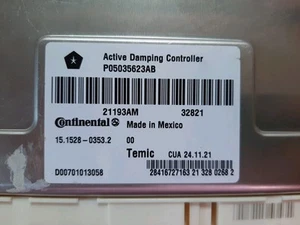 Active Damping Controller
P05035623AB
21193AM 32821
Continental Made in Mexico
15.1528-0353.2 00
Temic CUA 24.11.21
D00701013058 28416727163 21 328 0268 2